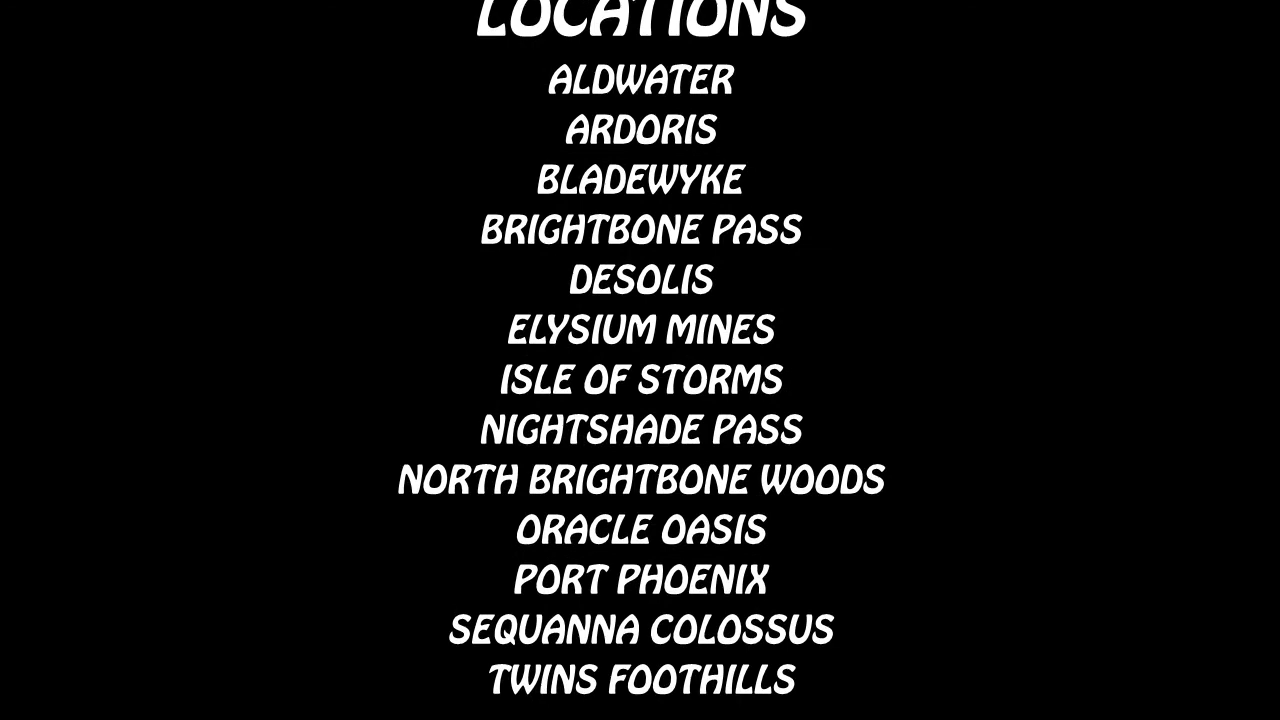 LOCATIONS
ALDWATER
ARDORIS
BLADEWYKE
BRIGHTBONE PASS
DESOLIS
ELYSIUM MINES
ISLE OF STORMS
NIGHTSHADE PASS
NORTH BRIGHTBONE WOODS
ORACLE OASIS
PORT PHOENIX
SEQUANNA COLOSSUS
TWINS FOOTHILLS